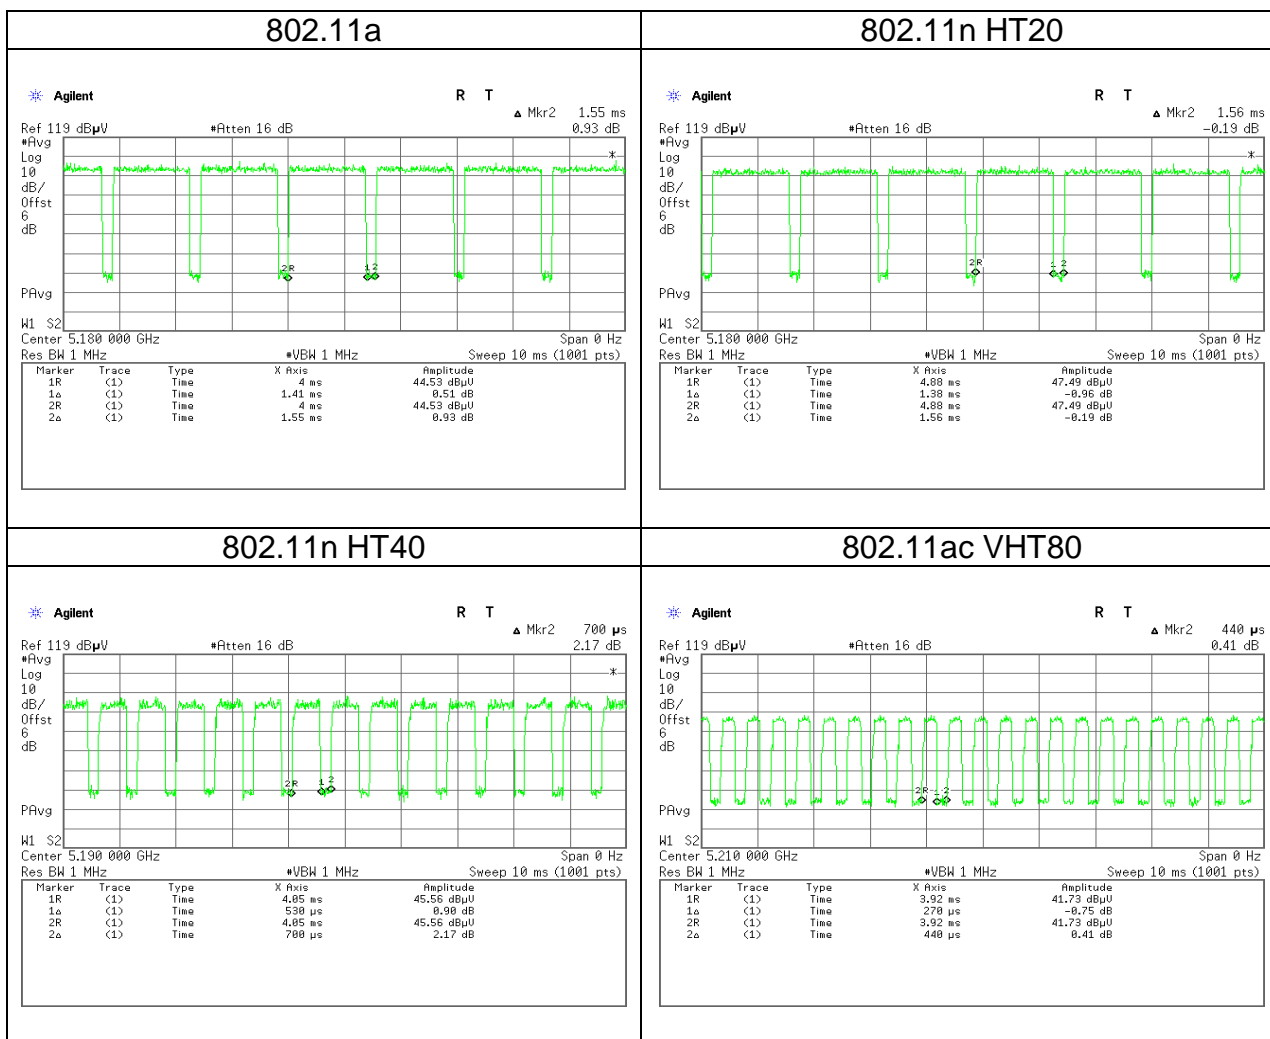 802.11a
802.11n HT20
Agilent
R T
Δ Mkr2 1.55 ms
Ref 119 dBµV
#Atten 16 dB
0.93 dB
#Avg
Log
10
dB/
Offst
6
dB
PAvg
W1 S2
*
2R
1 2
Center 5.180 000 GHz
Span 0 Hz
Res BW 1 MHz
#VBW 1 MHz
Sweep 10 ms (1001 pts)
Marker Trace Type X Axis Amplitude
1R (1) Time 4 ms 44.53 dBµV
1Δ (1) Time 1.41 ms 0.51 dB
2R (1) Time 4 ms 44.53 dBµV
2Δ (1) Time 1.55 ms 0.93 dB
Agilent
R T
Δ Mkr2 1.56 ms
Ref 119 dBµV
#Atten 16 dB
-0.19 dB
#Avg
Log
10
dB/
Offst
6
dB
PAvg
W1 S2
*
2R
1 2
Center 5.180 000 GHz
Span 0 Hz
Res BW 1 MHz
#VBW 1 MHz
Sweep 10 ms (1001 pts)
Marker Trace Type X Axis Amplitude
1R (1) Time 4.88 ms 47.49 dBµV
1Δ (1) Time 1.38 ms -0.96 dB
2R (1) Time 4.88 ms 47.49 dBµV
2Δ (1) Time 1.56 ms -0.19 dB
802.11n HT40
802.11ac VHT80
Agilent
R T
Δ Mkr2 700 µs
Ref 119 dBµV
#Atten 16 dB
2.17 dB
#Avg
Log
10
dB/
Offst
6
dB
PAvg
W1 S2
*
2R
1 2
Center 5.190 000 GHz
Span 0 Hz
Res BW 1 MHz
#VBW 1 MHz
Sweep 10 ms (1001 pts)
Marker Trace Type X Axis Amplitude
1R (1) Time 4.05 ms 45.56 dBµV
1Δ (1) Time 530 µs 0.90 dB
2R (1) Time 4.05 ms 45.56 dBµV
2Δ (1) Time 700 µs 2.17 dB
Agilent
R T
Δ Mkr2 440 µs
Ref 119 dBµV
#Atten 16 dB
0.41 dB
#Avg
Log
10
dB/
Offst
6
dB
PAvg
W1 S2
2R
1 2
Center 5.210 000 GHz
Span 0 Hz
Res BW 1 MHz
#VBW 1 MHz
Sweep 10 ms (1001 pts)
Marker Trace Type X Axis Amplitude
1R (1) Time 3.92 ms 41.73 dBµV
1Δ (1) Time 270 µs -0.75 dB
2R (1) Time 3.92 ms 41.73 dBµV
2Δ (1) Time 440 µs 0.41 dB